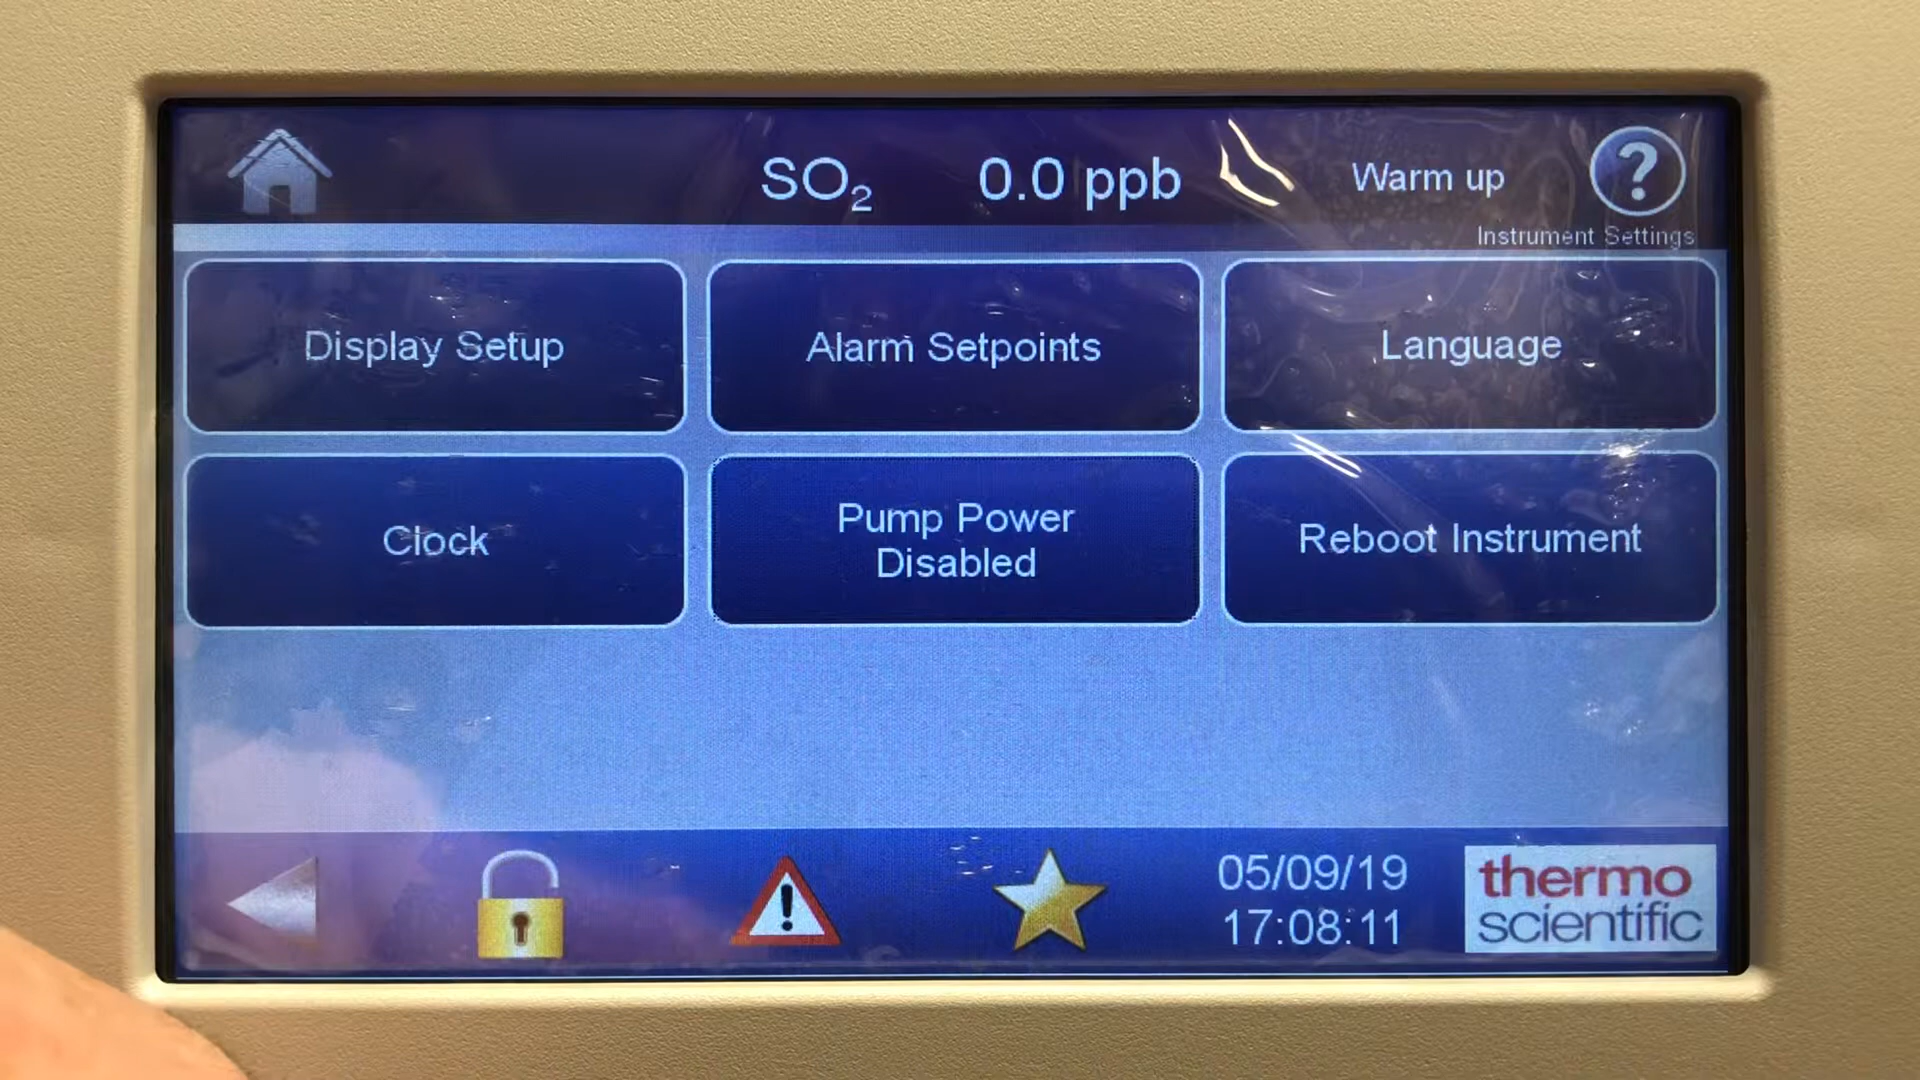 SO₂ 0.0 ppb Warm up ?
Instrument Settings
Display Setup
Alarm Setpoints
Language
Clock
Pump Power
Disabled
Reboot Instrument
05/09/19
17:08:11
thermo
scientific